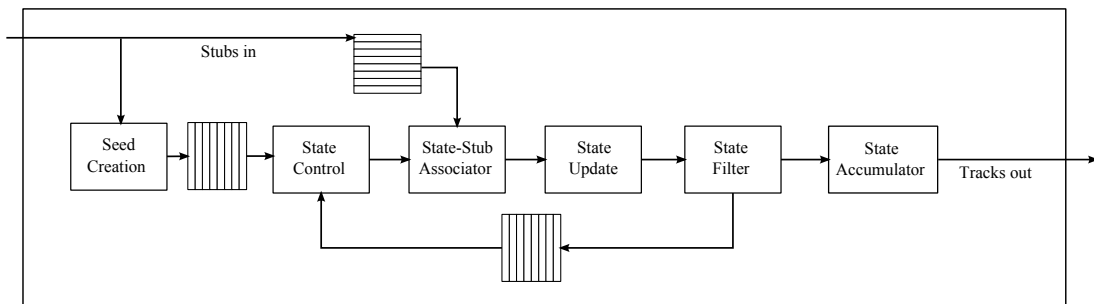 Stubs in
Seed
Creation
State
Control
State-Stub
Associator
State
Update
State
Filter
State
Accumulator
Tracks out